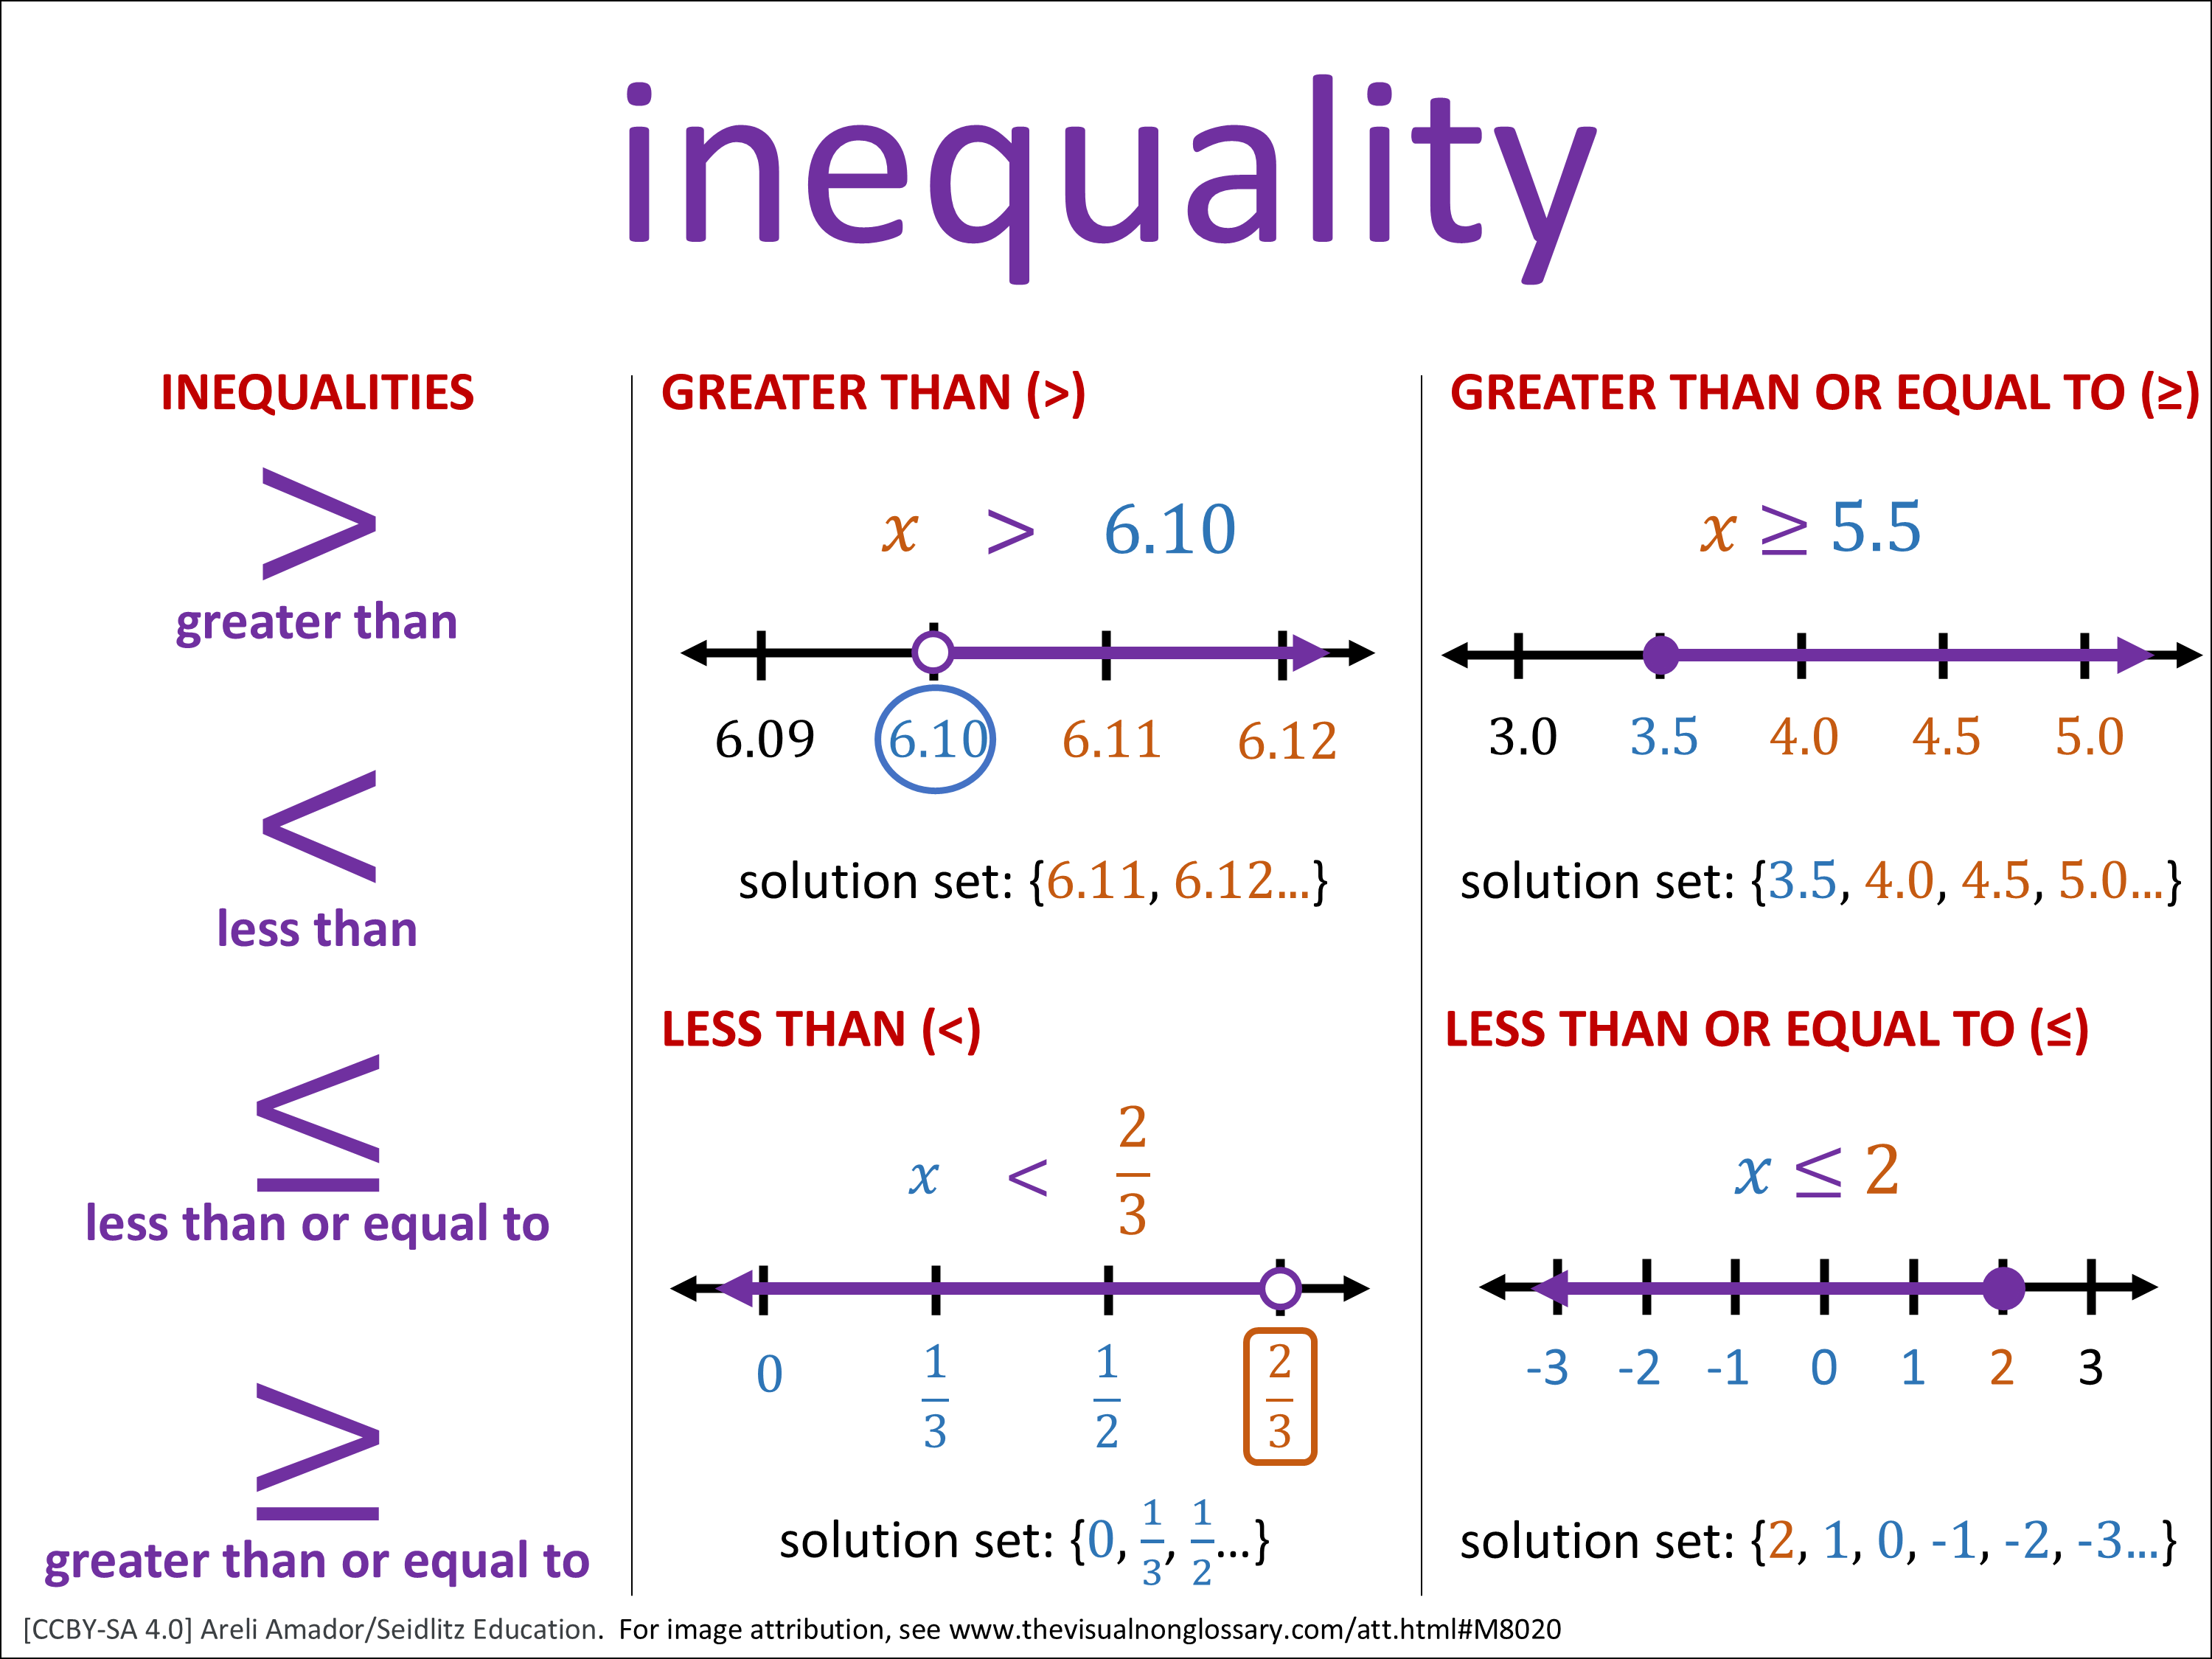 inequality
INEQUALITIES
>
greater than
<
less than
≤
less than or equal to
≥
greater than or equal to
GREATER THAN (>)
x > 6.10
6.09 6.10 6.11 6.12
solution set: {6.11, 6.12...}
LESS THAN (<)
x < 2/3
0 1/3 1/2 2/3
solution set: {0, 1/3, 1/2...}
GREATER THAN OR EQUAL TO (≥)
x ≥ 5.5
3.0 3.5 4.0 4.5 5.0
solution set: {3.5, 4.0, 4.5, 5.0...}
LESS THAN OR EQUAL TO (≤)
x ≤ 2
-3 -2 -1 0 1 2 3
solution set: {2, 1, 0, -1, -2, -3...}
[CCBY-SA 4.0] Areli Amador/Seidlitz Education. For image attribution, see www.thevisualnonglossary.com/att.html#M8020